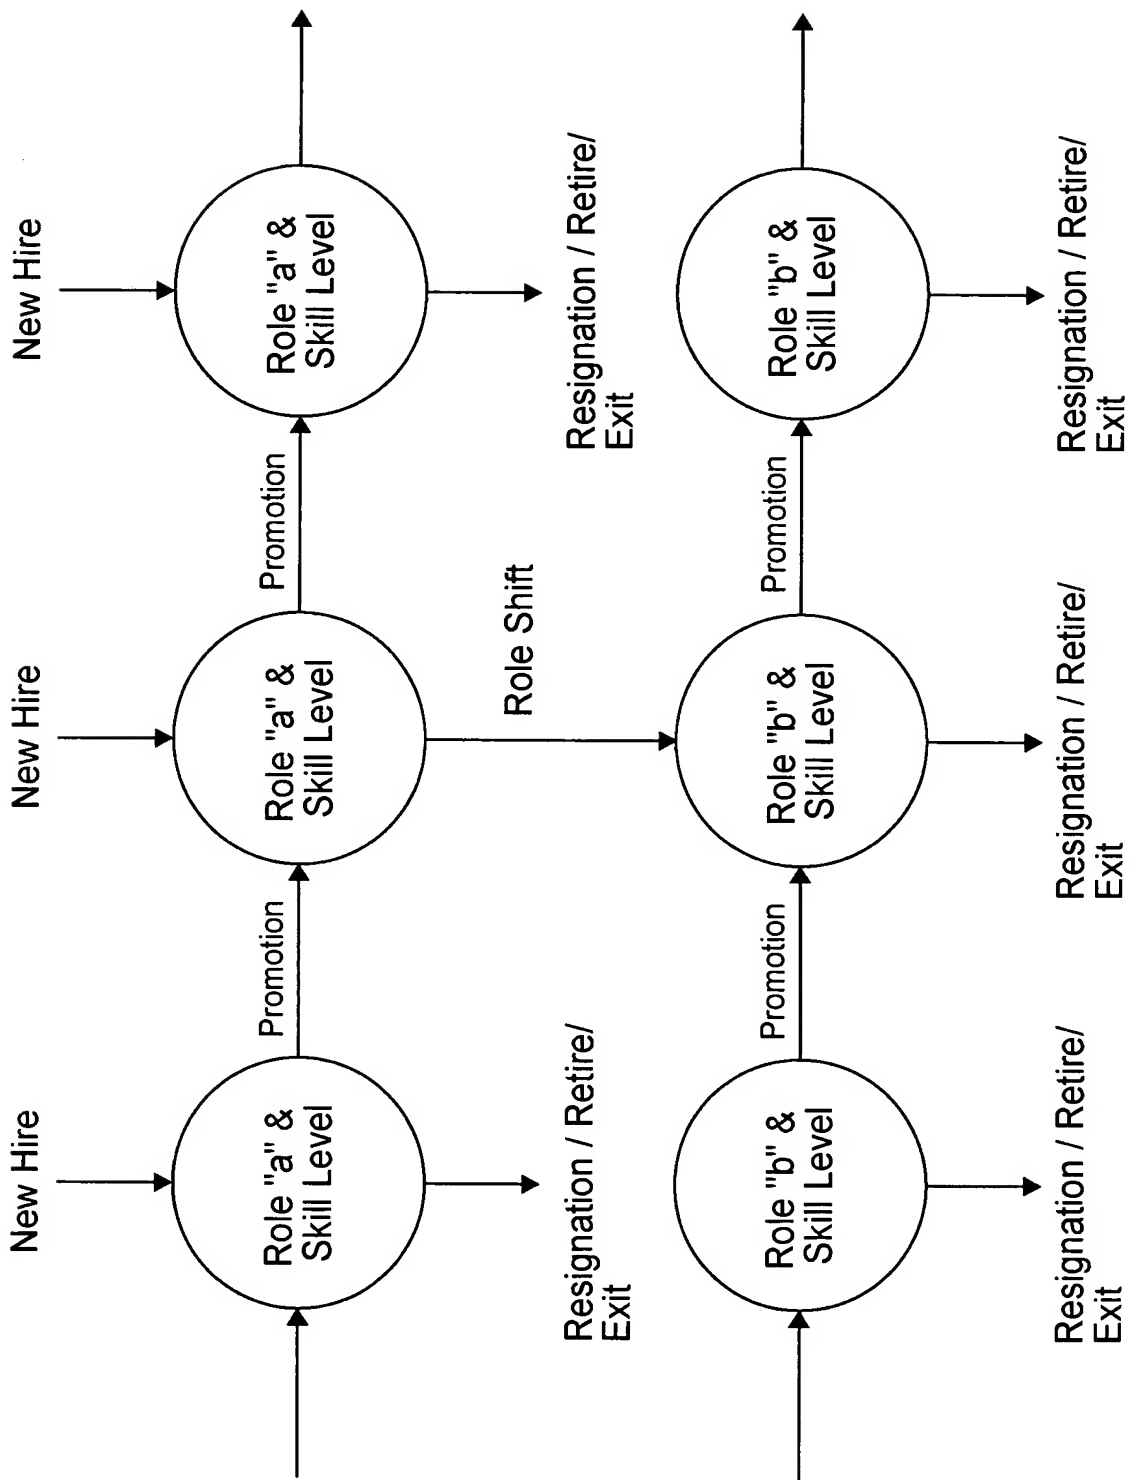 New Hire
New Hire
New Hire
Role "a" &
Skill Level
Promotion
Role "a" &
Skill Level
Promotion
Role "a" &
Skill Level
Resignation / Retire/
Exit
Role Shift
Resignation / Retire/
Exit
Role "b" &
Skill Level
Promotion
Role "b" &
Skill Level
Promotion
Role "b" &
Skill Level
Resignation / Retire/
Exit
Resignation / Retire/
Exit
Resignation / Retire/
Exit